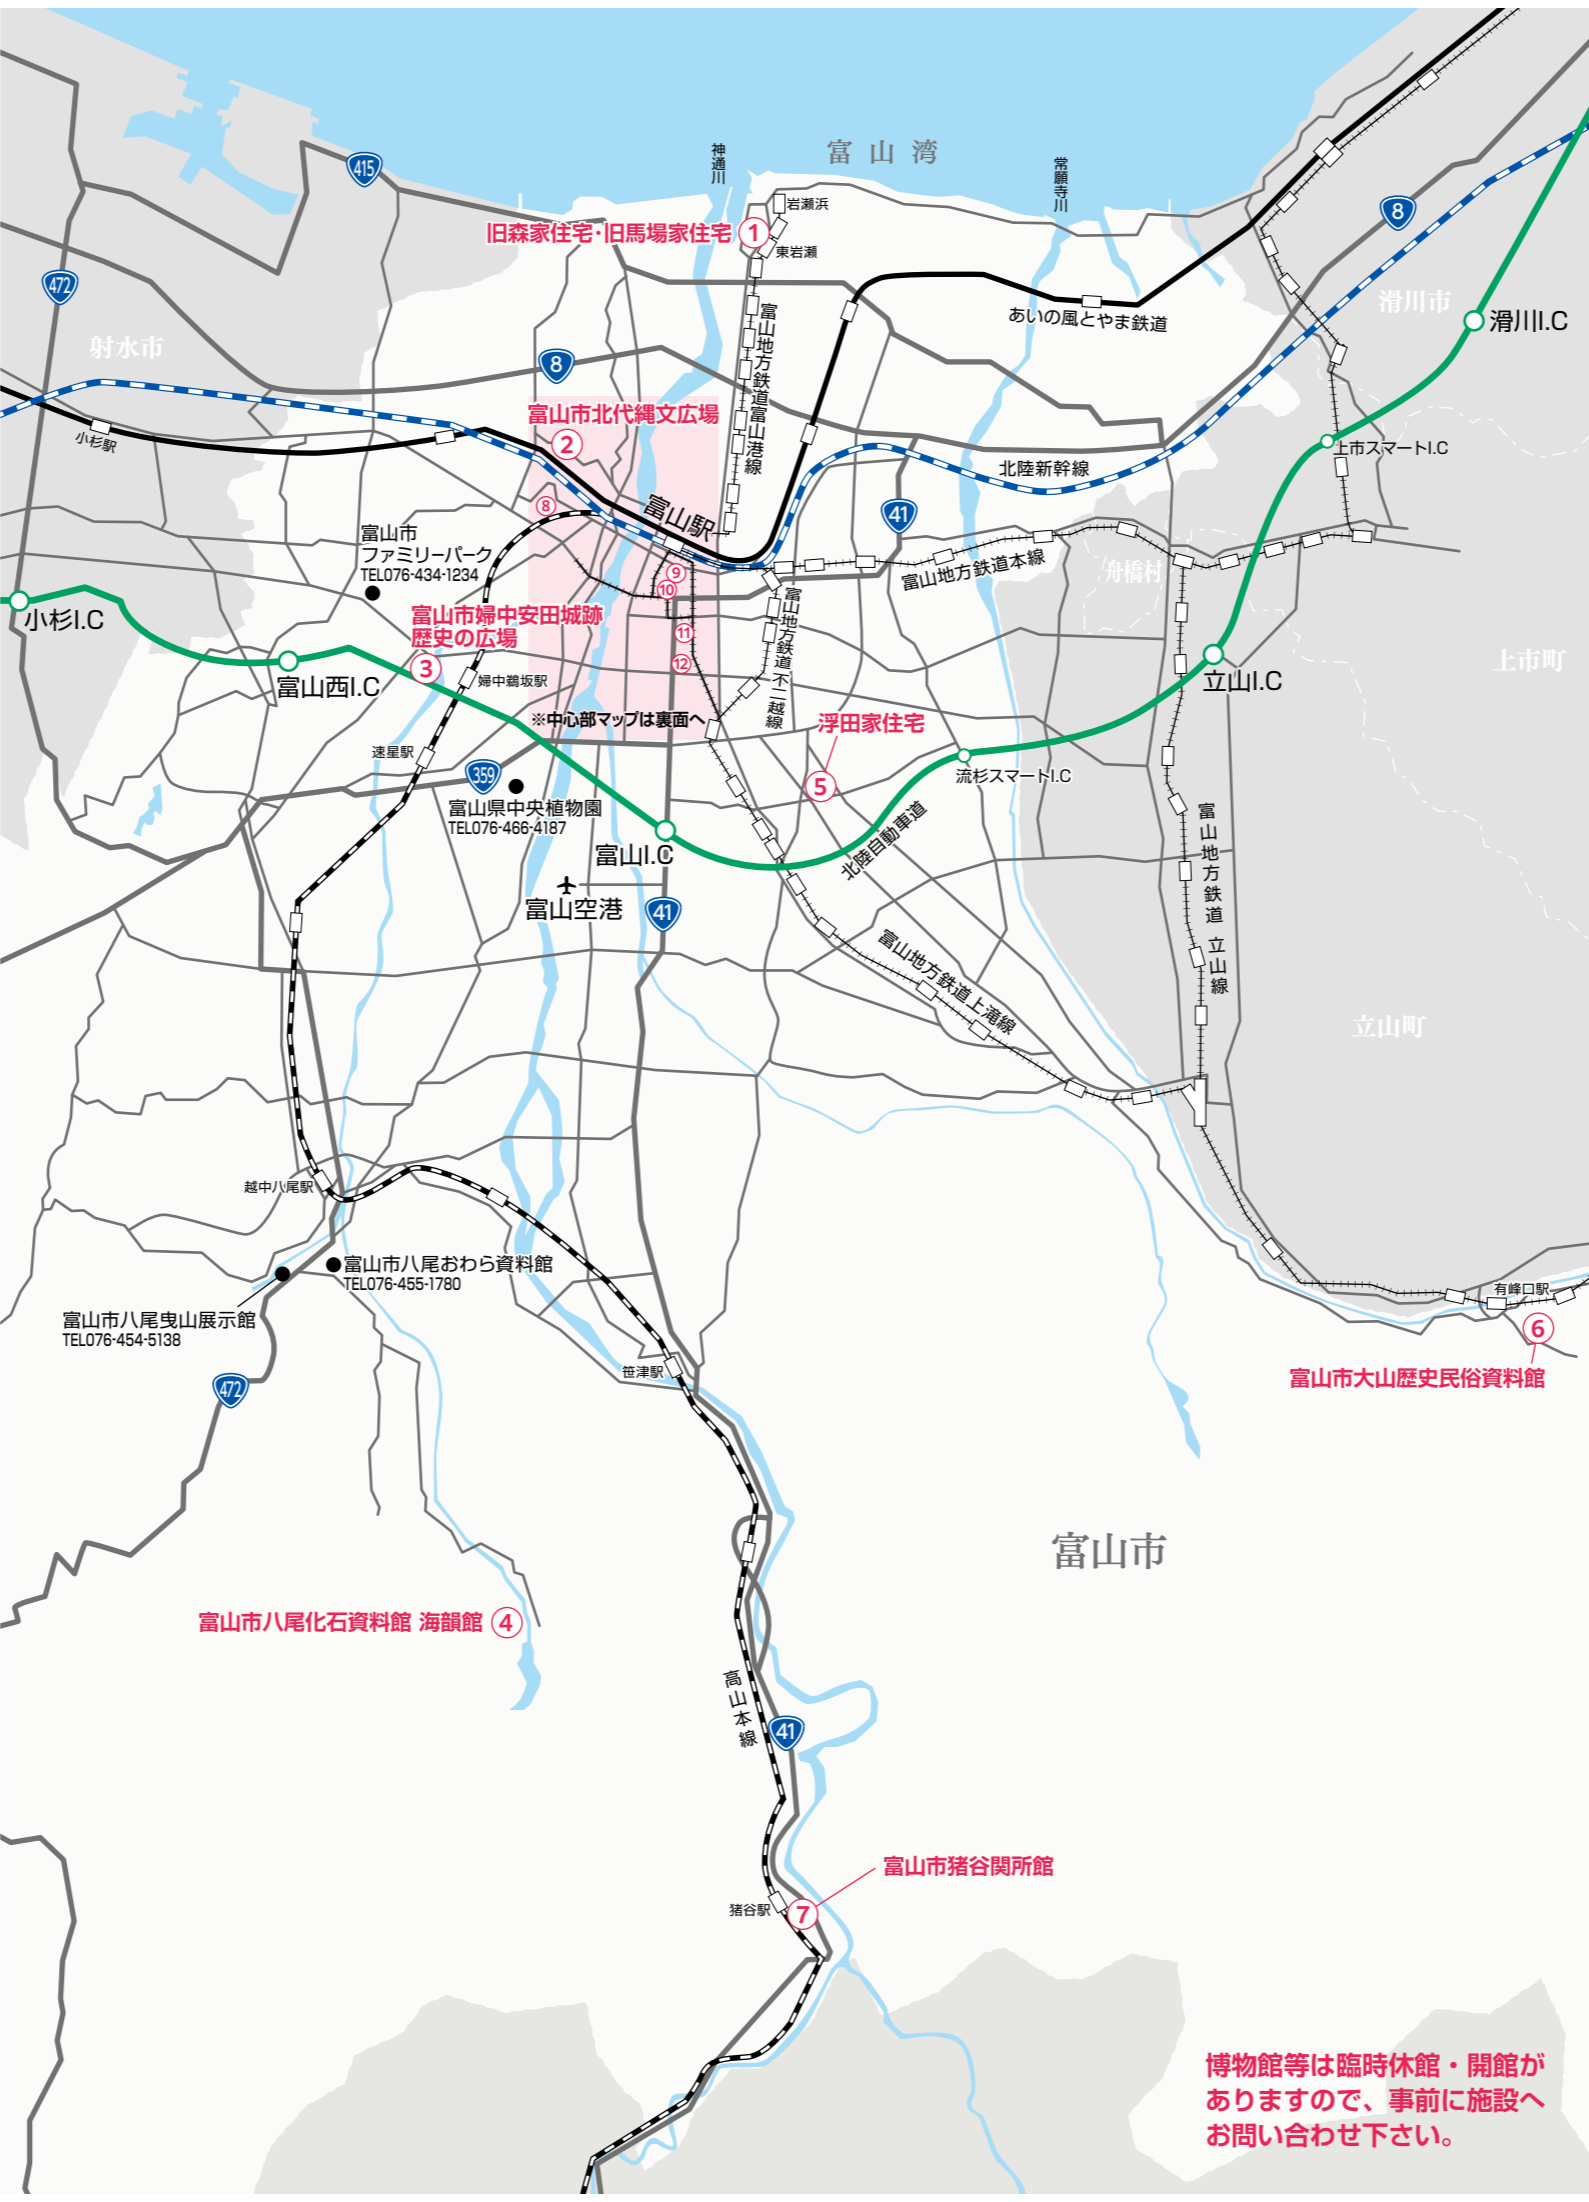 富山湾
神通川
常願寺川
415
岩瀬浜
旧森家住宅・旧馬場家住宅
1
東岩瀬
8
472
滑川市
あいの風とやま鉄道
滑川I.C
射水市
富山地方鉄道富山港線
8
富山市北代縄文広場
2
小杉駅
上市スマートI.C
北陸新幹線
富山駅
8
41
富山市
ファミリーパーク
TEL076-434-1234
9
10
富山地方鉄道本線
舟橋村
小杉I.C
富山市婦中安田城跡
歴史の広場
3
11
12
富山地方鉄道不二越線
上市町
富山西I.C
婦中鵜坂駅
立山I.C
※中心部マップは裏面へ
浮田家住宅
5
速星駅
359
流杉スマートI.C
富山県中央植物園
TEL076-466-4187
富山I.C
北陸自動車道
富山地方鉄道 立山線
富山空港
41
富山地方鉄道上滝線
立山町
越中八尾駅
富山市八尾おわら資料館
TEL076-455-1780
富山市八尾曳山展示館
TEL076-454-5138
有峰口駅
6
富山市大山歴史民俗資料館
笹津駅
472
富山市
富山市八尾化石資料館 海韻館
4
高山本線
41
富山市猪谷関所館
猪谷駅
7
博物館等は臨時休館・開館が
ありますので、事前に施設へ
お問い合わせ下さい。